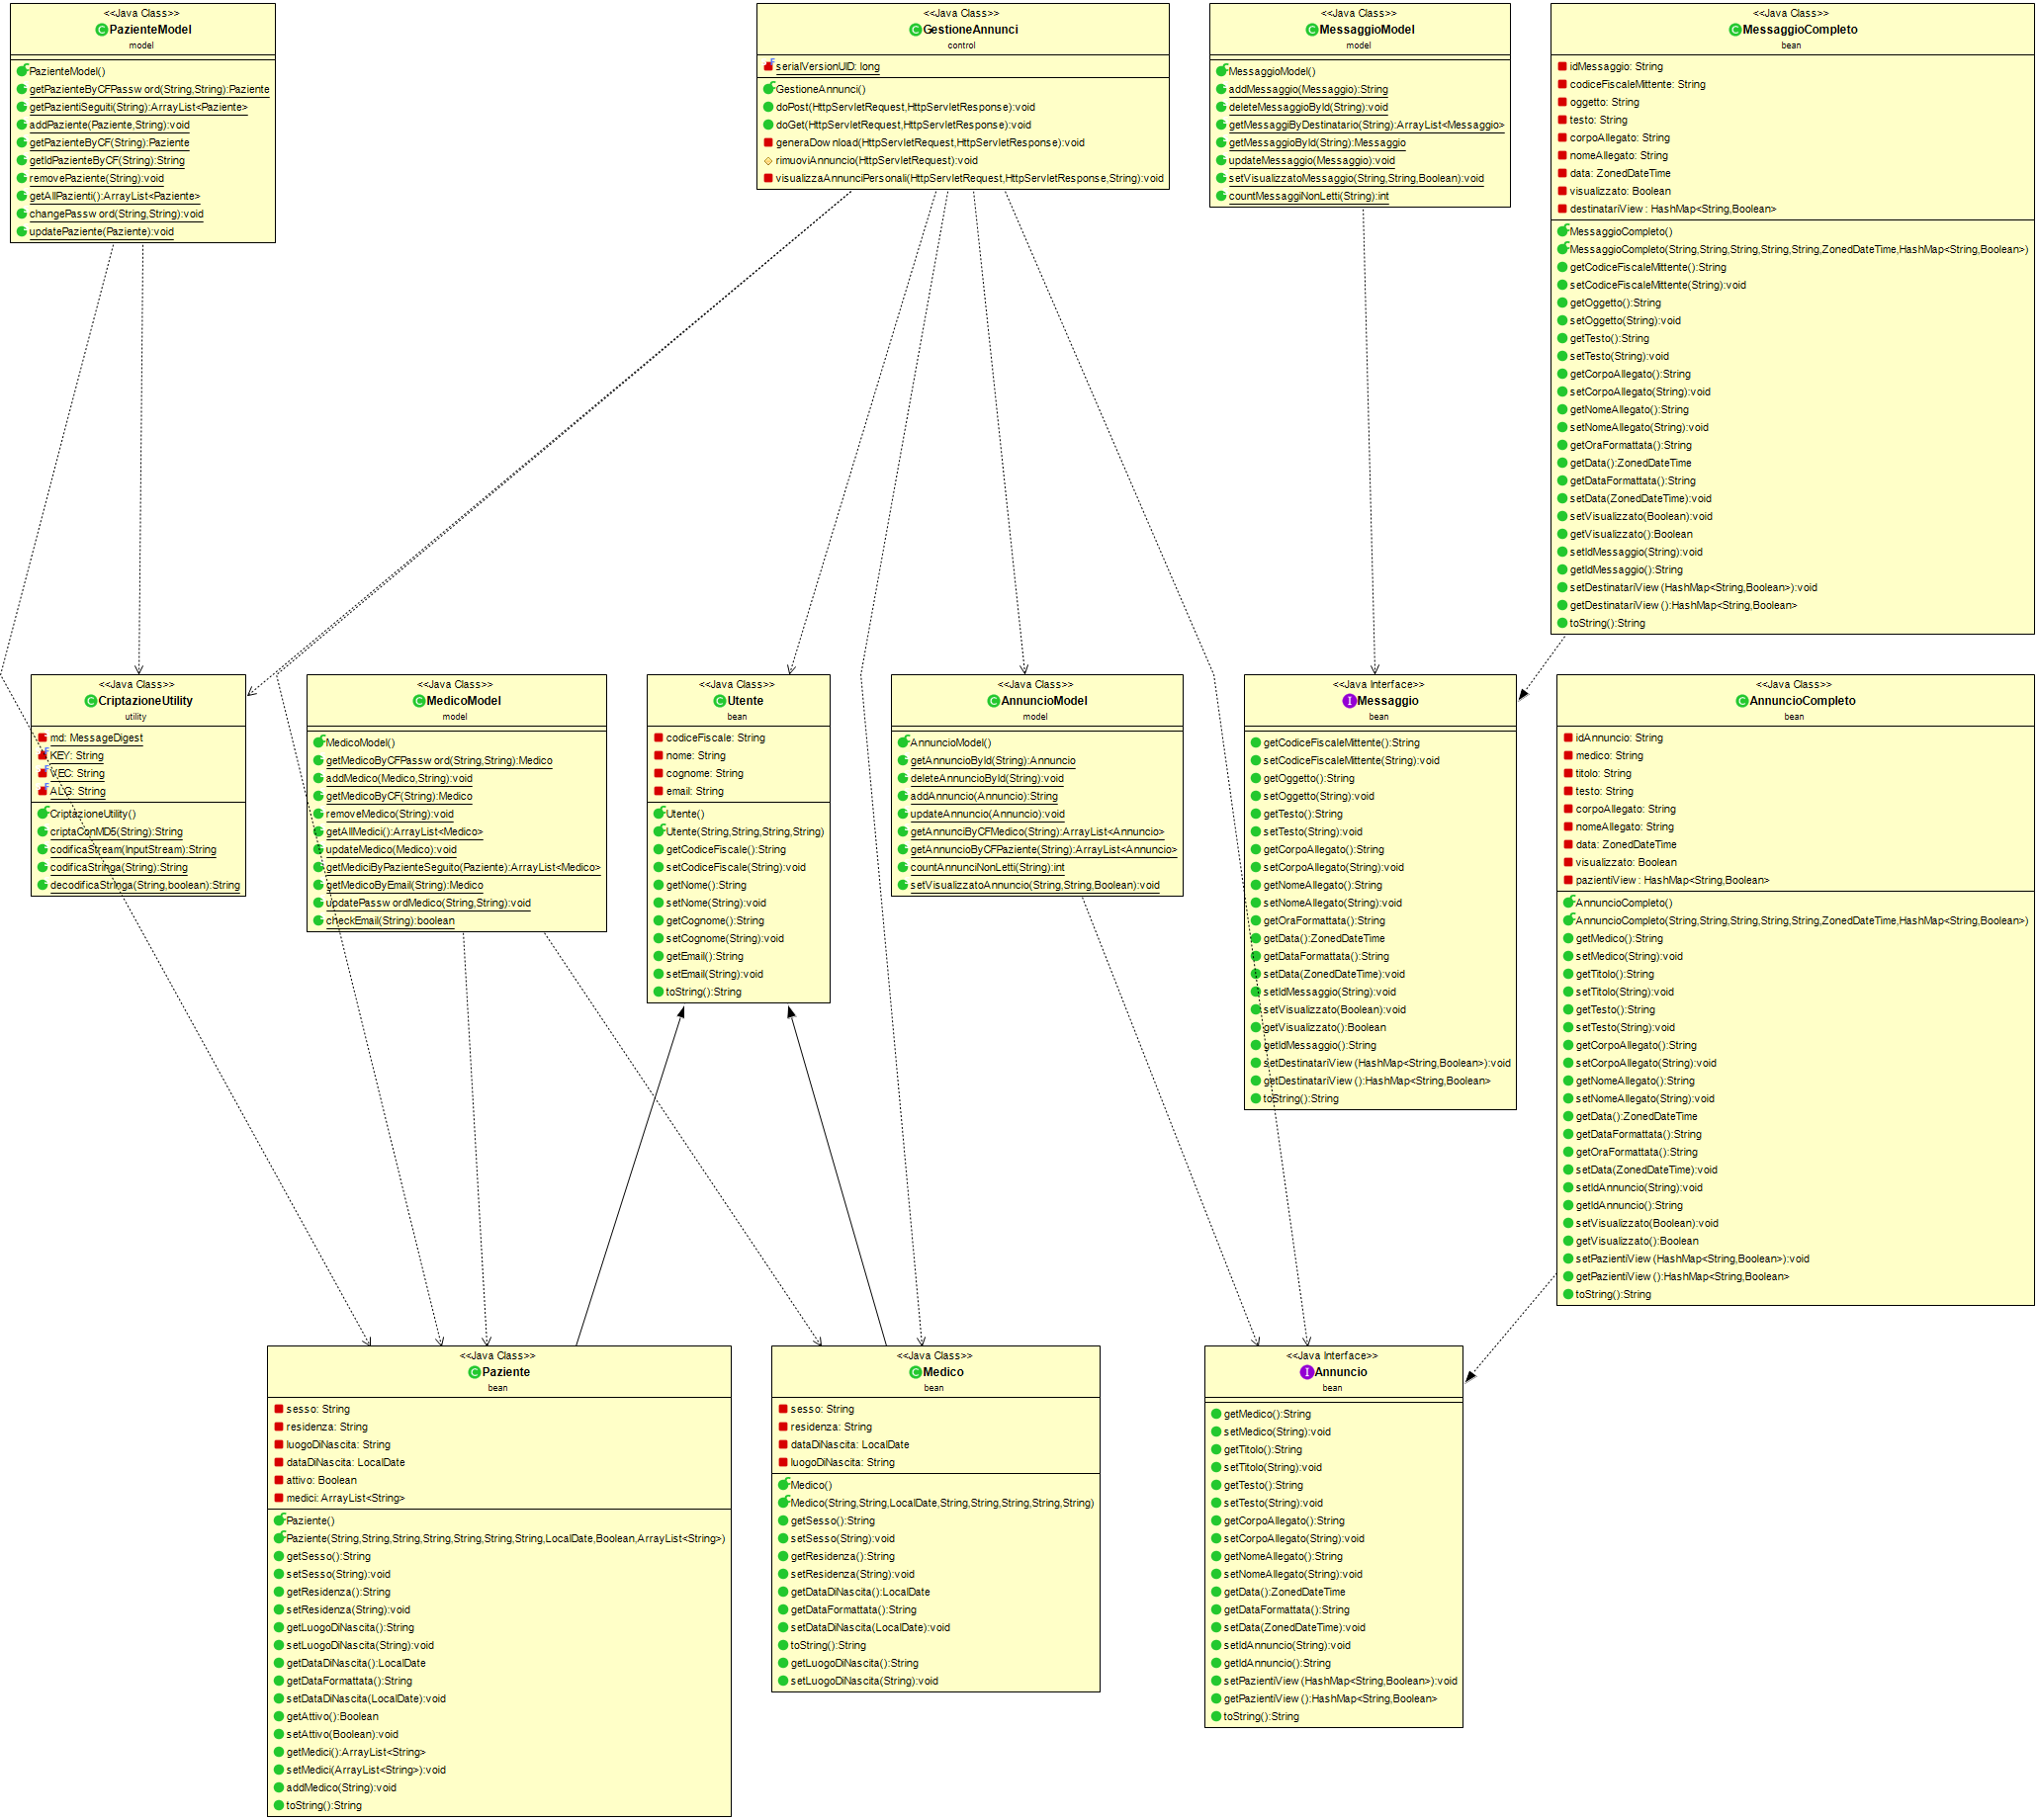 <<Java Class>>
PazienteModel
model
PazienteModel()
getPazienteByCFPassword(String,String):Paziente
getPazientiSeguiti(String):ArrayList<Paziente>
addPaziente(Paziente,String):void
getPazienteByCF(String):Paziente
getIdPazienteByCF(String):String
removePaziente(String):void
getAllPazienti():ArrayList<Paziente>
changePassword(String,String):void
updatePaziente(Paziente):void
<<Java Class>>
GestioneAnnunci
control
serialVersionUID: long
GestioneAnnunci()
doPost(HttpServletRequest,HttpServletResponse):void
doGet(HttpServletRequest,HttpServletResponse):void
generaDownload(HttpServletRequest,HttpServletResponse):void
rimuoviAnnuncio(HttpServletRequest):void
visualizzaAnnunciPersonali(HttpServletRequest,HttpServletResponse,String):void
<<Java Class>>
MessaggioModel
model
MessaggioModel()
addMessaggio(Messaggio):String
deleteMessaggioById(String):void
getMessaggiByDestinatario(String):ArrayList<Messaggio>
getMessaggioById(String):Messaggio
updateMessaggio(Messaggio):void
setVisualizzatoMessaggio(String,String,Boolean):void
countMessaggiNonLetti(String):int
<<Java Class>>
MessaggioCompleto
bean
idMessaggio: String
codiceFiscaleMittente: String
oggetto: String
testo: String
corpoAllegato: String
nomeAllegato: String
data: ZonedDateTime
visualizzato: Boolean
destinatariView: HashMap<String,Boolean>
MessaggioCompleto()
MessaggioCompleto(String,String,String,String,String,ZonedDateTime,HashMap<String,Boolean>)
getCodiceFiscaleMittente():String
setCodiceFiscaleMittente(String):void
getOggetto():String
setOggetto(String):void
getTesto():String
setTesto(String):void
getCorpoAllegato():String
setCorpoAllegato(String):void
getNomeAllegato():String
setNomeAllegato(String):void
getOraFormattata():String
getData():ZonedDateTime
getDataFormattata():String
setData(ZonedDateTime):void
setVisualizzato(Boolean):void
getVisualizzato():Boolean
setIdMessaggio(String):void
getIdMessaggio():String
setDestinatariView(HashMap<String,Boolean>):void
getDestinatariView():HashMap<String,Boolean>
toString():String
<<Java Class>>
CriptazioneUtility
utility
md: MessageDigest
KEY: String
VEC: String
ALG: String
CriptazioneUtility()
criptaConMD5(String):String
codificaStream(InputStream):String
codificaStringa(String):String
decodificaStringa(String,boolean):String
<<Java Class>>
MedicoModel
model
MedicoModel()
getMedicoByCFPassword(String,String):Medico
addMedico(Medico,String):void
getMedicoByCF(String):Medico
removeMedico(String):void
getAllMedici():ArrayList<Medico>
updateMedico(Medico):void
getMediciByPazienteSeguito(Paziente):ArrayList<Medico>
getMedicoByEmail(String):Medico
updatePasswordMedico(String,String):void
checkEmail(String):boolean
<<Java Class>>
Utente
bean
codiceFiscale: String
nome: String
cognome: String
email: String
Utente()
Utente(String,String,String,String)
getCodiceFiscale():String
setCodiceFiscale(String):void
getNome():String
setNome(String):void
getCognome():String
setCognome(String):void
getEmail():String
setEmail(String):void
toString():String
<<Java Class>>
AnnuncioModel
model
AnnuncioModel()
getAnnuncioById(String):Annuncio
deleteAnnuncioById(String):void
addAnnuncio(Annuncio):String
updateAnnuncio(Annuncio):void
getAnnunciByCFMedico(String):ArrayList<Annuncio>
getAnnuncioByCFPaziente(String):ArrayList<Annuncio>
countAnnunciNonLetti(String):int
setVisualizzatoAnnuncio(String,String,Boolean):void
<<Java Interface>>
Messaggio
bean
getCodiceFiscaleMittente():String
setCodiceFiscaleMittente(String):void
getOggetto():String
setOggetto(String):void
getTesto():String
setTesto(String):void
getCorpoAllegato():String
setCorpoAllegato(String):void
getNomeAllegato():String
setNomeAllegato(String):void
getOraFormattata():String
getData():ZonedDateTime
getDataFormattata():String
setData(ZonedDateTime):void
setIdMessaggio(String):void
setVisualizzato(Boolean):void
getVisualizzato():Boolean
getIdMessaggio():String
setDestinatariView(HashMap<String,Boolean>):void
getDestinatariView():HashMap<String,Boolean>
toString():String
<<Java Class>>
AnnuncioCompleto
bean
idAnnuncio: String
medico: String
titolo: String
testo: String
corpoAllegato: String
nomeAllegato: String
data: ZonedDateTime
visualizzato: Boolean
pazientiView: HashMap<String,Boolean>
AnnuncioCompleto()
AnnuncioCompleto(String,String,String,String,String,ZonedDateTime,HashMap<String,Boolean>)
getMedico():String
setMedico(String):void
getTitolo():String
setTitolo(String):void
getTesto():String
setTesto(String):void
getCorpoAllegato():String
setCorpoAllegato(String):void
getNomeAllegato():String
setNomeAllegato(String):void
getData():ZonedDateTime
getDataFormattata():String
getOraFormattata():String
setData(ZonedDateTime):void
setIdAnnuncio(String):void
getIdAnnuncio():String
setVisualizzato(Boolean):void
getVisualizzato():Boolean
setPazientiView(HashMap<String,Boolean>):void
getPazientiView():HashMap<String,Boolean>
toString():String
<<Java Class>>
Paziente
bean
sesso: String
residenza: String
luogoDiNascita: String
dataDiNascita: LocalDate
attivo: Boolean
medici: ArrayList<String>
Paziente()
Paziente(String,String,String,String,String,String,String,LocalDate,Boolean,ArrayList<String>)
getSesso():String
setSesso(String):void
getResidenza():String
setResidenza(String):void
getLuogoDiNascita():String
setLuogoDiNascita(String):void
getDataDiNascita():LocalDate
getDataFormattata():String
setDataDiNascita(LocalDate):void
getAttivo():Boolean
setAttivo(Boolean):void
getMedici():ArrayList<String>
setMedici(ArrayList<String>):void
addMedico(String):void
toString():String
<<Java Class>>
Medico
bean
sesso: String
residenza: String
dataDiNascita: LocalDate
luogoDiNascita: String
Medico()
Medico(String,String,LocalDate,String,String,String,String,String)
getSesso():String
setSesso(String):void
getResidenza():String
setResidenza(String):void
getDataDiNascita():LocalDate
getDataFormattata():String
setDataDiNascita(LocalDate):void
toString():String
getLuogoDiNascita():String
setLuogoDiNascita(String):void
<<Java Interface>>
Annuncio
bean
getMedico():String
setMedico(String):void
getTitolo():String
setTitolo(String):void
getTesto():String
setTesto(String):void
getCorpoAllegato():String
setCorpoAllegato(String):void
getNomeAllegato():String
setNomeAllegato(String):void
getData():ZonedDateTime
getDataFormattata():String
setData(ZonedDateTime):void
setIdAnnuncio(String):void
getIdAnnuncio():String
setPazientiView(HashMap<String,Boolean>):void
getPazientiView():HashMap<String,Boolean>
toString():String